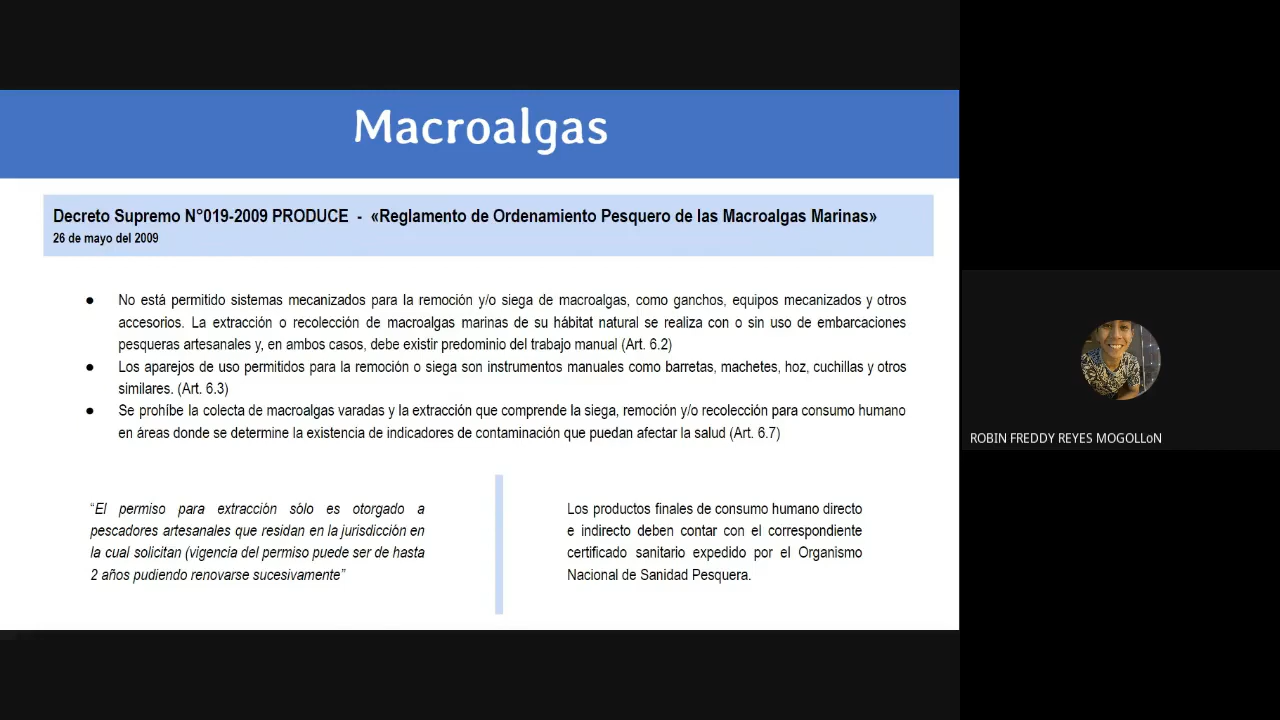 Macroalgas
Decreto Supremo N°019-2009 PRODUCE - «Reglamento de Ordenamiento Pesquero de las Macroalgas Marinas»
26 de mayo del 2009
● No está permitido sistemas mecanizados para la remoción y/o siega de macroalgas, como ganchos, equipos mecanizados y otros
accesorios. La extracción o recolección de macroalgas marinas de su hábitat natural se realiza con o sin uso de embarcaciones
pesqueras artesanales y, en ambos casos, debe existir predominio del trabajo manual (Art. 6.2)
● Los aparejos de uso permitidos para la remoción o siega son instrumentos manuales como barretas, machetes, hoz, cuchillas y otros
similares. (Art. 6.3)
● Se prohíbe la colecta de macroalgas varadas y la extracción que comprende la siega, remoción y/o recolección para consumo humano
en áreas donde se determine la existencia de indicadores de contaminación que puedan afectar la salud (Art. 6.7)
“El permiso para extracción sólo es otorgado a
pescadores artesanales que residan en la jurisdicción en
la cual solicitan (vigencia del permiso puede ser de hasta
2 años pudiendo renovarse sucesivamente”
Los productos finales de consumo humano directo
e indirecto deben contar con el correspondiente
certificado sanitario expedido por el Organismo
Nacional de Sanidad Pesquera.
ROBIN FREDDY REYES MOGOLLoN